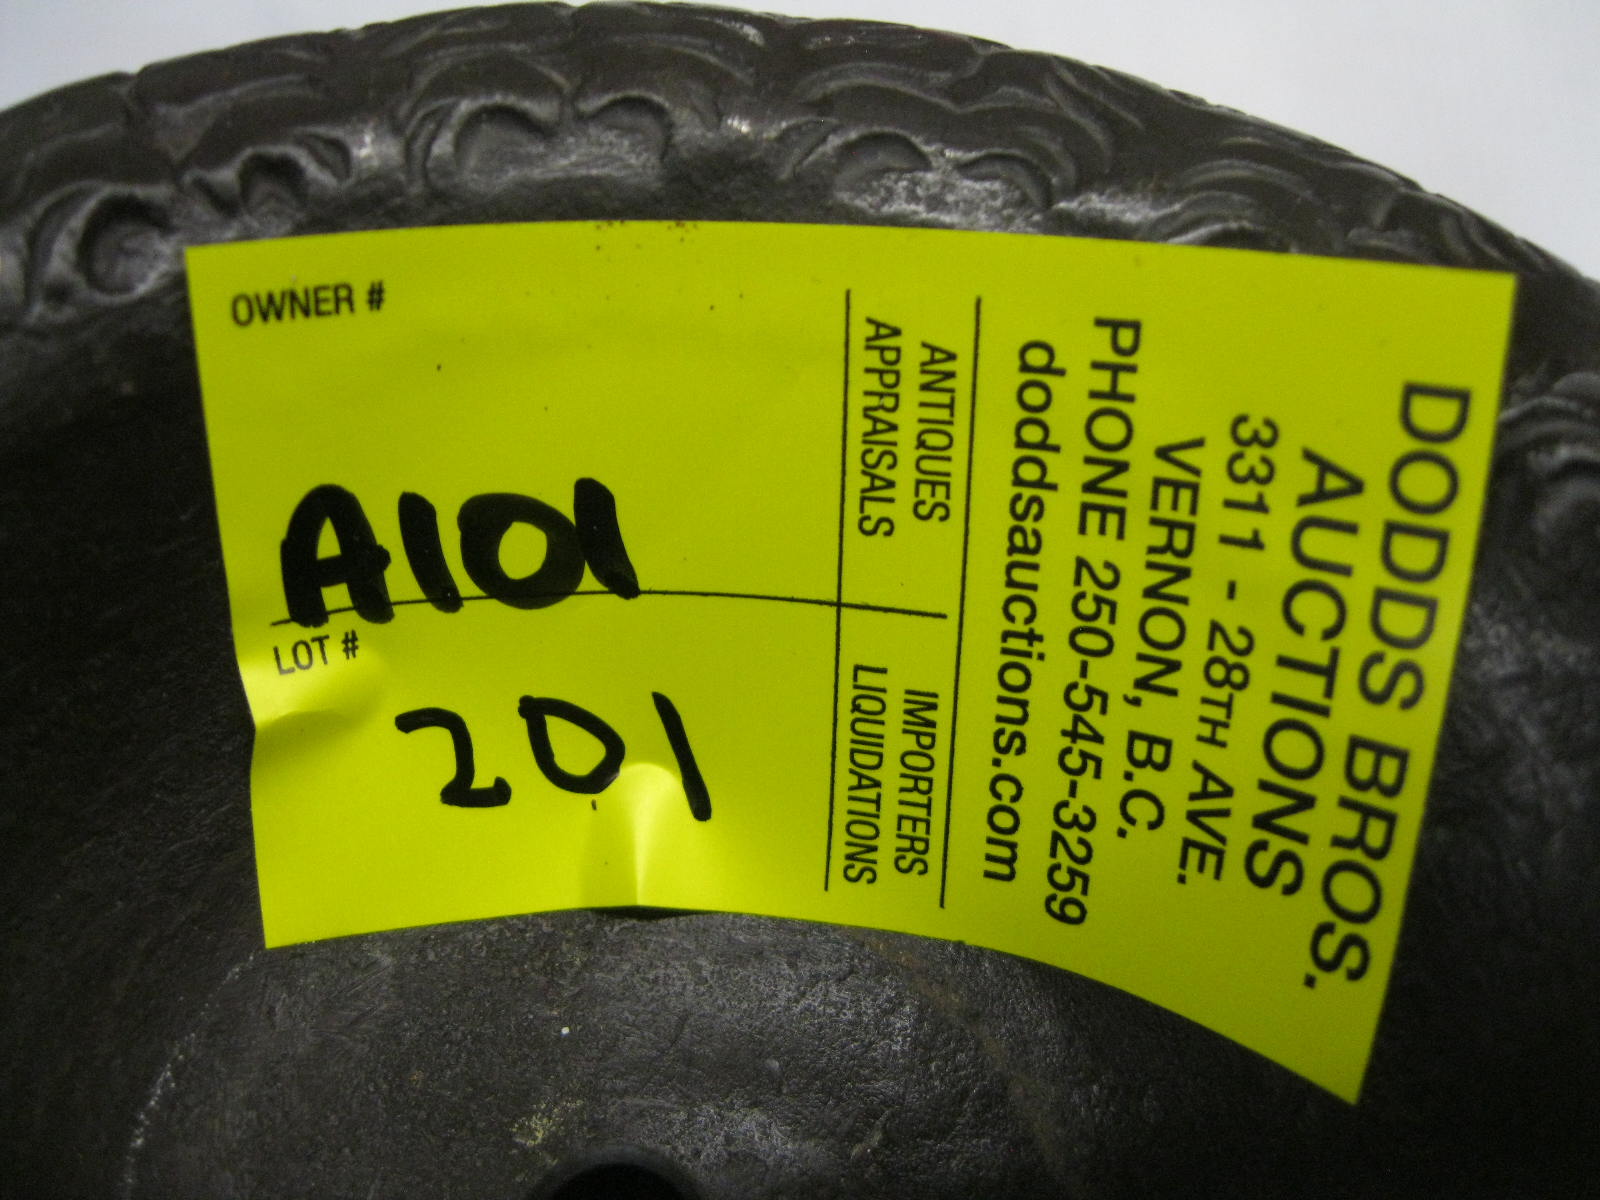 DODDS BROS.
AUCTIONS
3311 - 28TH AVE.
VERNON, B.C.
PHONE 250-545-3259
doddsauctions.com
ANTIQUES
APPRAISALS
IMPORTERS
LIQUIDATIONS
OWNER #
A101
LOT #
201